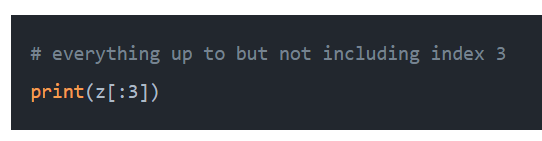 # everything up to but not including index 3
print(z[:3])